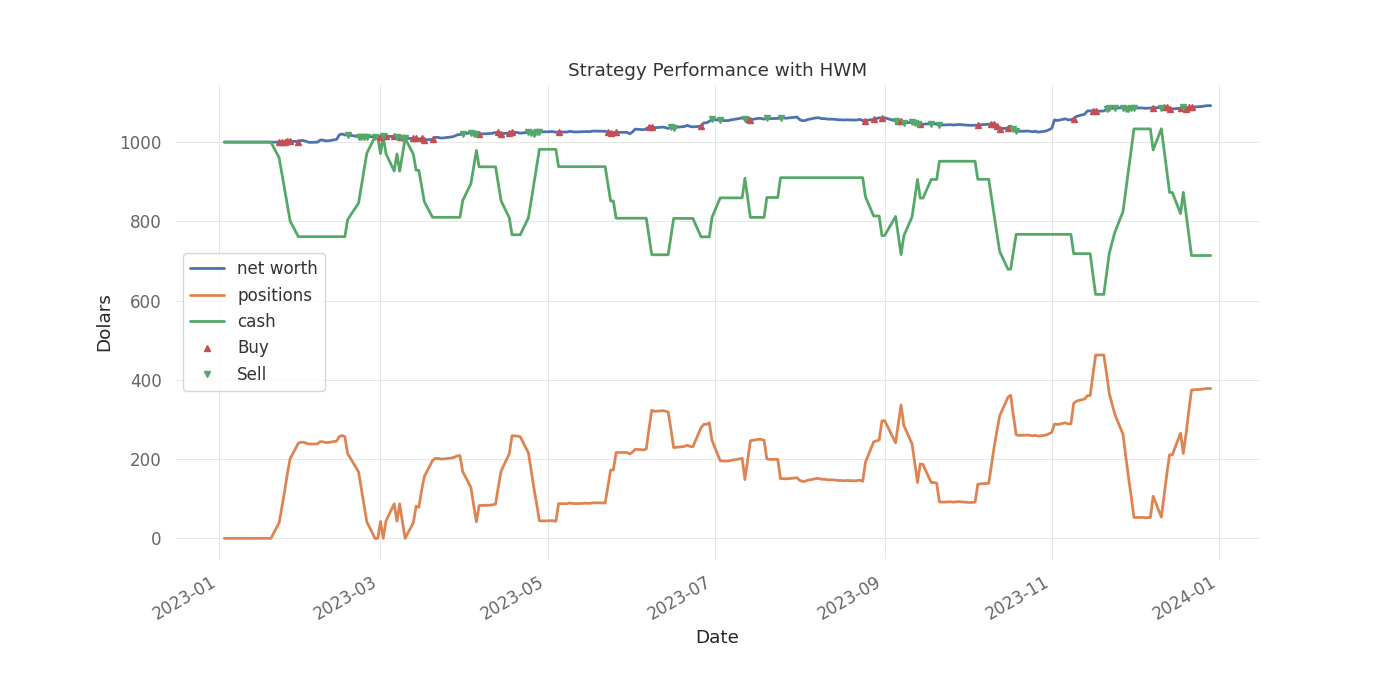 Strategy Performance with HWM
1000
800
600
400
200
0
Dolars
net worth
positions
cash
Buy
Sell
2023-01
2023-03
2023-05
2023-07
2023-09
2023-11
2024-01
Date